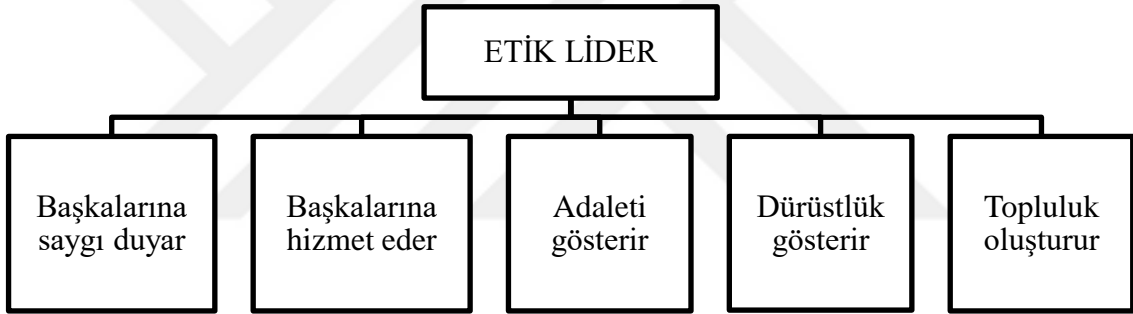 ETİK LİDER
Başkalarına
saygı duyar
Başkalarına
hizmet eder
Adaleti
gösterir
Dürüstlük
gösterir
Topluluk
oluşturur